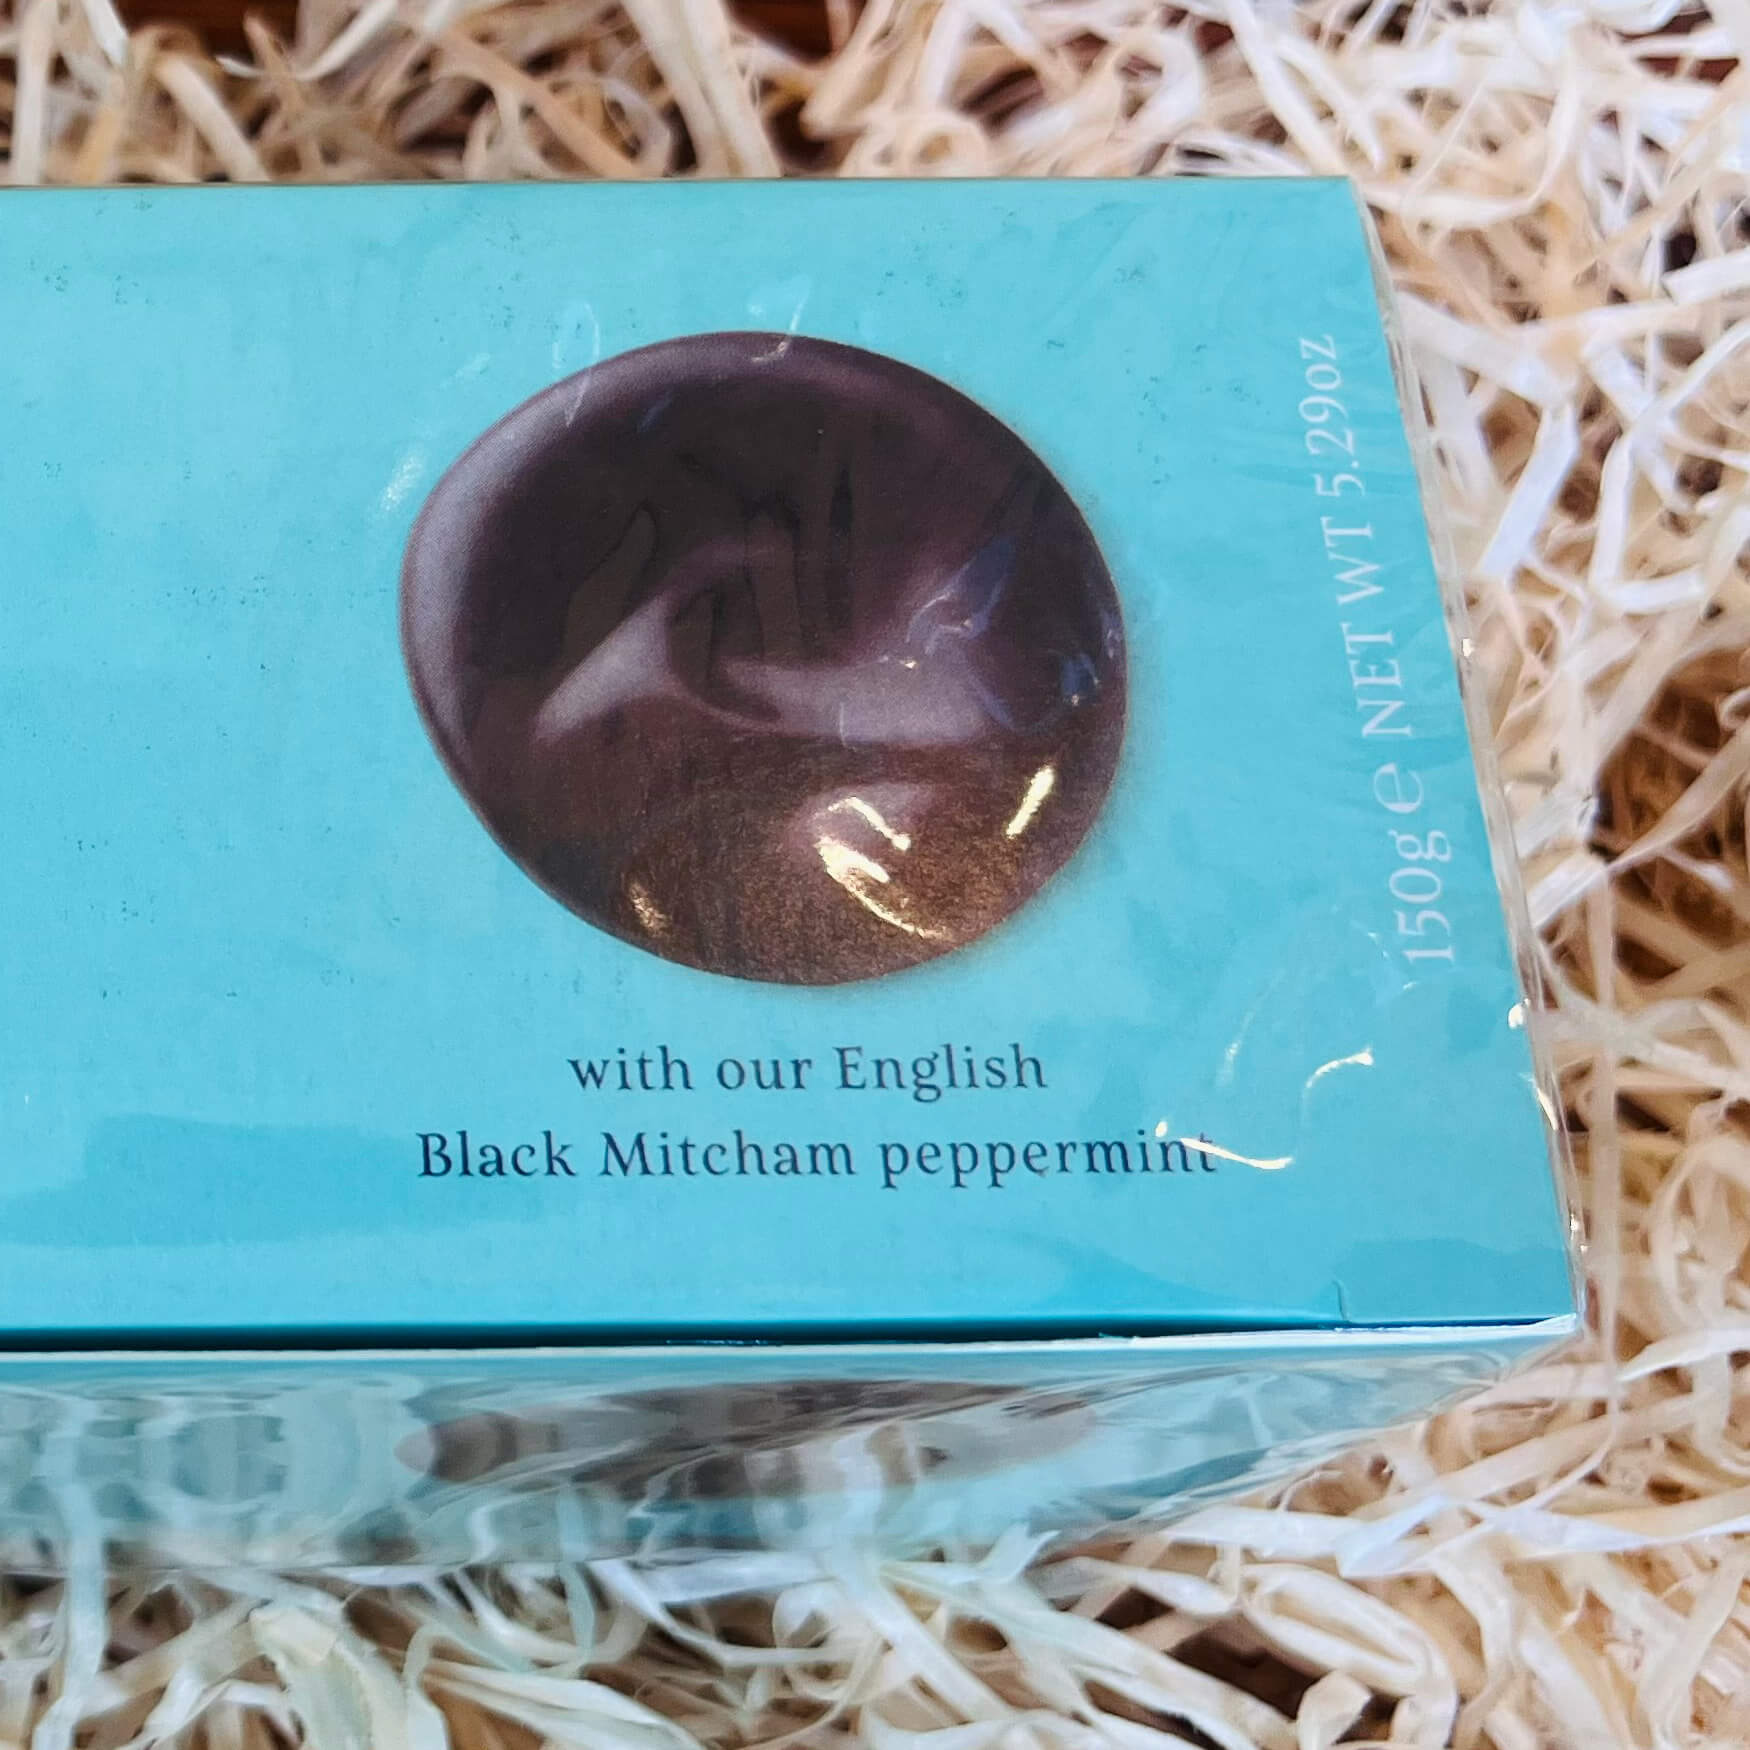 with our English
Black Mitcham peppermint
150g ℮ NET WT 5.29oz